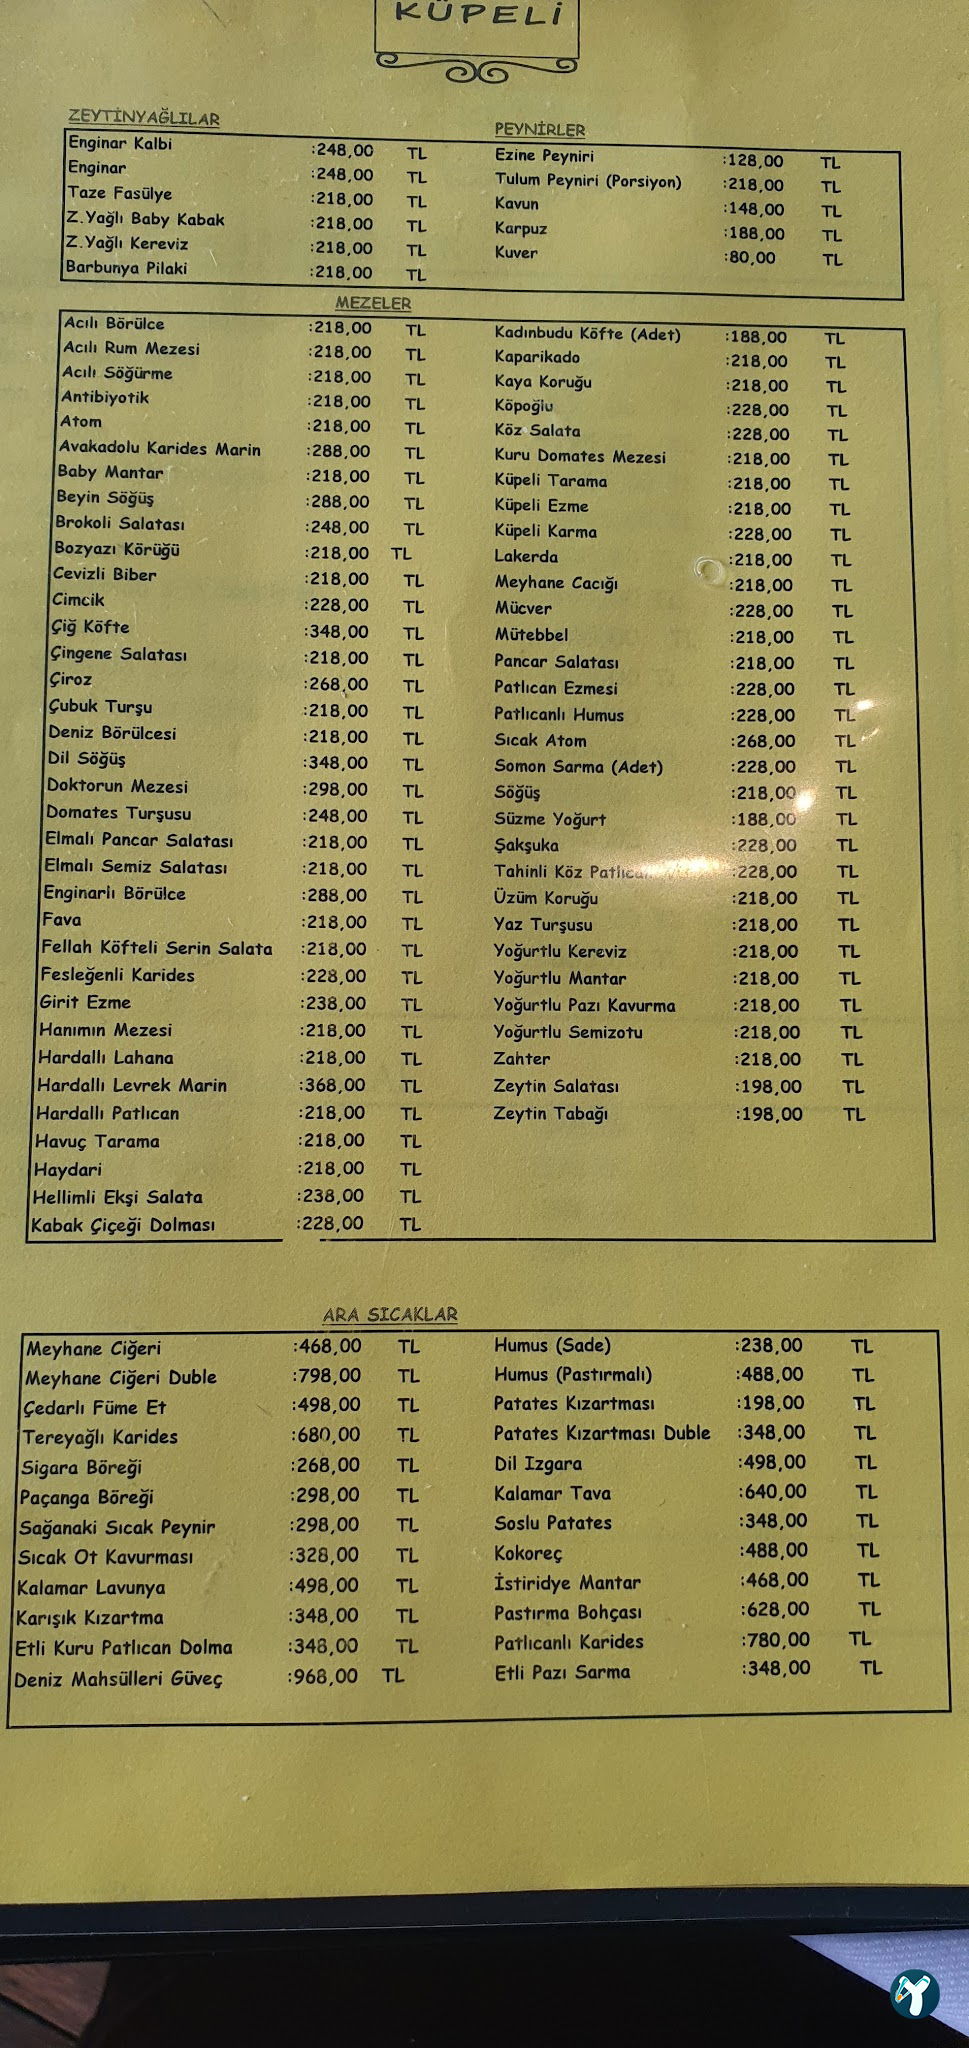 KÜPELİ
ZEYTİNYAĞLILAR
Enginar Kalbi :248,00 TL
Enginar :248,00 TL
Taze Fasülye :218,00 TL
Z.Yağlı Baby Kabak :218,00 TL
Z.Yağlı Kereviz :218,00 TL
Barbunya Pilaki :218,00 TL
PEYNİRLER
Ezine Peyniri :128,00 TL
Tulum Peyniri (Porsiyon) :218,00 TL
Kavun :148,00 TL
Karpuz :188,00 TL
Kuver :80,00 TL
MEZELER
Acılı Börülce :218,00 TL
Acılı Rum Mezesi :218,00 TL
Acılı Söğürme :218,00 TL
Antibiyotik :218,00 TL
Atom :218,00 TL
Avakadolu Karides Marin :288,00 TL
Baby Mantar :218,00 TL
Beyin Söğüş :288,00 TL
Brokoli Salatası :248,00 TL
Bozyazı Körüğü :218,00 TL
Cevizli Biber :218,00 TL
Cimcik :228,00 TL
Çiğ Köfte :348,00 TL
Çingene Salatası :218,00 TL
Çiroz :268,00 TL
Çubuk Turşu :218,00 TL
Deniz Börülcesi :218,00 TL
Dil Söğüş :348,00 TL
Doktorun Mezesi :298,00 TL
Domates Turşusu :248,00 TL
Elmalı Pancar Salatası :218,00 TL
Elmalı Semiz Salatası :218,00 TL
Enginarlı Börülce :288,00 TL
Fava :218,00 TL
Fellah Köfteli Serin Salata :218,00 TL
Fesleğenli Karides :228,00 TL
Girit Ezme :238,00 TL
Hanımın Mezesi :218,00 TL
Hardallı Lahana :218,00 TL
Hardallı Levrek Marin :368,00 TL
Hardallı Patlıcan :218,00 TL
Havuç Tarama :218,00 TL
Haydari :218,00 TL
Hellimli Ekşi Salata :238,00 TL
Kabak Çiçeği Dolması :228,00 TL
Kadınbudu Köfte (Adet) :188,00 TL
Kaparikado :218,00 TL
Kaya Koruğu :218,00 TL
Köpoğlu :228,00 TL
Köz Salata :228,00 TL
Kuru Domates Mezesi :218,00 TL
Küpeli Tarama :218,00 TL
Küpeli Ezme :218,00 TL
Küpeli Karma :228,00 TL
Lakerda :218,00 TL
Meyhane Cacığı :218,00 TL
Mücver :228,00 TL
Mütebbel :218,00 TL
Pancar Salatası :218,00 TL
Patlıcan Ezmesi :228,00 TL
Patlıcanlı Humus :228,00 TL
Sıcak Atom :268,00 TL
Somon Sarma (Adet) :228,00 TL
Söğüş :218,00 TL
Süzme Yoğurt :188,00 TL
Şakşuka :228,00 TL
Tahinli Köz :228,00 TL
Üzüm Koruğu :218,00 TL
Yaz Turşusu :218,00 TL
Yoğurtlu Kereviz :218,00 TL
Yoğurtlu Mantar :218,00 TL
Yoğurtlu Pazı Kavurma :218,00 TL
Yoğurtlu Semizotu :218,00 TL
Zahter :218,00 TL
Zeytin Salatası :198,00 TL
Zeytin Tabağı :198,00 TL
ARA SICAKLAR
Meyhane Ciğeri :468,00 TL
Meyhane Ciğeri Duble :798,00 TL
Çedarlı Füme Et :498,00 TL
Tereyağlı Karides :680,00 TL
Sigara Böreği :268,00 TL
Paçanga Böreği :298,00 TL
Sağanaki Sıcak Peynir :298,00 TL
Sıcak Ot Kavurması :328,00 TL
Kalamar Lavunya :498,00 TL
Karışık Kızartma :348,00 TL
Etli Kuru Patlıcan Dolma :348,00 TL
Deniz Mahsülleri Güveç :968,00 TL
Humus (Sade) :238,00 TL
Humus (Pastırmalı) :488,00 TL
Patates Kızartması :198,00 TL
Patates Kızartması Duble :348,00 TL
Dil Izgara :498,00 TL
Kalamar Tava :640,00 TL
Soslu Patates :348,00 TL
Kokoreç :488,00 TL
İstiridye Mantar :468,00 TL
Pastırma Bohçası :628,00 TL
Patlıcanlı Karides :780,00 TL
Etli Pazı Sarma :348,00 TL